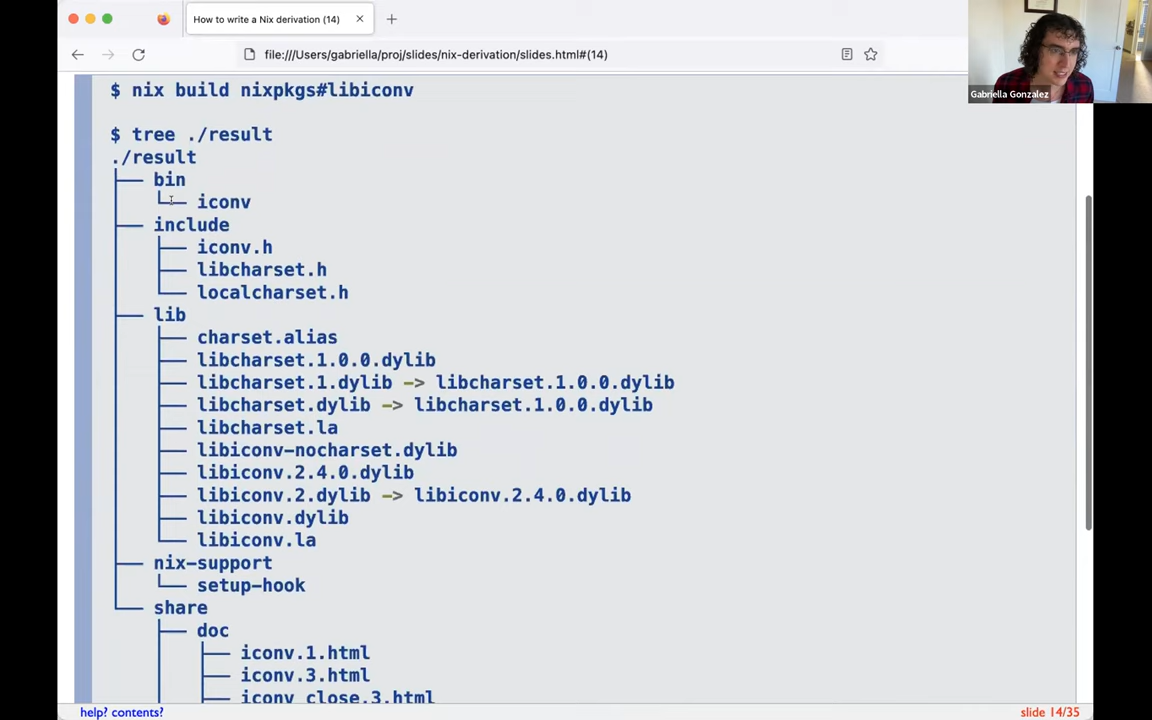 How to write a Nix derivation (14)
file:///Users/gabriella/proj/slides/nix-derivation/slides.html#(14)
Gabriella Gonzalez
$ nix build nixpkgs#libiconv
$ tree ./result
./result
├── bin
│   └── iconv
├── include
│   ├── iconv.h
│   ├── libcharset.h
│   └── localcharset.h
├── lib
│   ├── charset.alias
│   ├── libcharset.1.0.0.dylib
│   ├── libcharset.1.dylib -> libcharset.1.0.0.dylib
│   ├── libcharset.dylib -> libcharset.1.0.0.dylib
│   ├── libcharset.la
│   ├── libiconv-nocharset.dylib
│   ├── libiconv.2.4.0.dylib
│   ├── libiconv.2.dylib -> libiconv.2.4.0.dylib
│   ├── libiconv.dylib
│   └── libiconv.la
├── nix-support
│   └── setup-hook
└── share
    ├── doc
    │   ├── iconv.1.html
    │   ├── iconv.3.html
    │   ├── iconv_close.3.html
help? contents?
slide 14/35